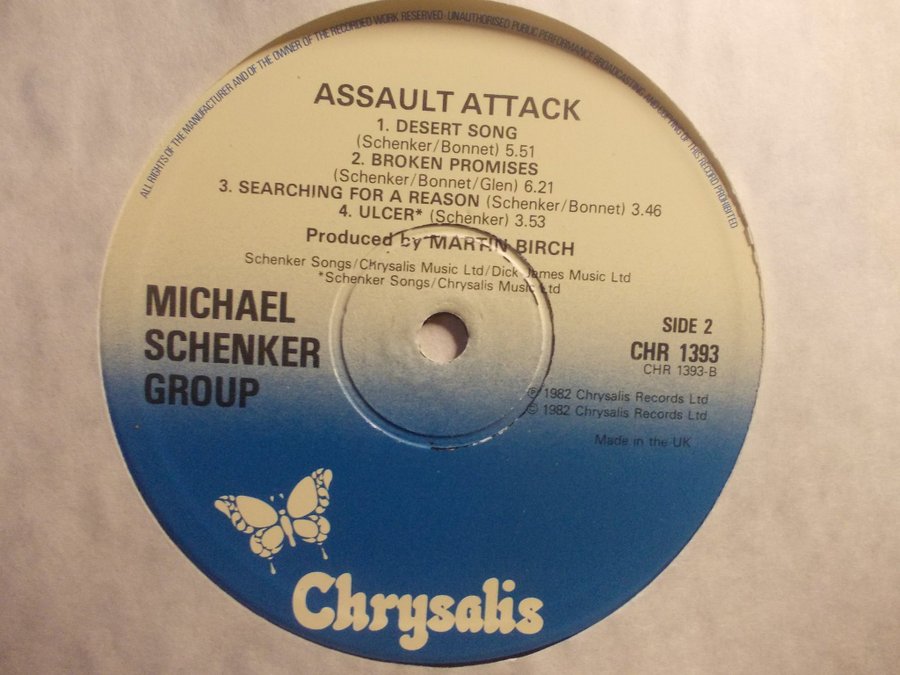 ALL RIGHTS OF THE MANUFACTURER AND OF THE OWNER OF THE RECORDED WORK RESERVED · UNAUTHORISED PUBLIC PERFORMANCE BROADCASTING AND COPYING OF THIS RECORD PROHIBITED
ASSAULT ATTACK
1. DESERT SONG
(Schenker/Bonnet) 5.51
2. BROKEN PROMISES
(Schenker/Bonnet/Glen) 6.21
3. SEARCHING FOR A REASON (Schenker/Bonnet) 3.46
4. ULCER* (Schenker) 3.53
Produced by MARTIN BIRCH
Schenker Songs/Chrysalis Music Ltd/Dick James Music Ltd
*Schenker Songs/Chrysalis Music Ltd
MICHAEL
SCHENKER
GROUP
SIDE 2
CHR 1393
CHR 1393-B
℗ 1982 Chrysalis Records Ltd
© 1982 Chrysalis Records Ltd
Made in the UK
Chrysalis